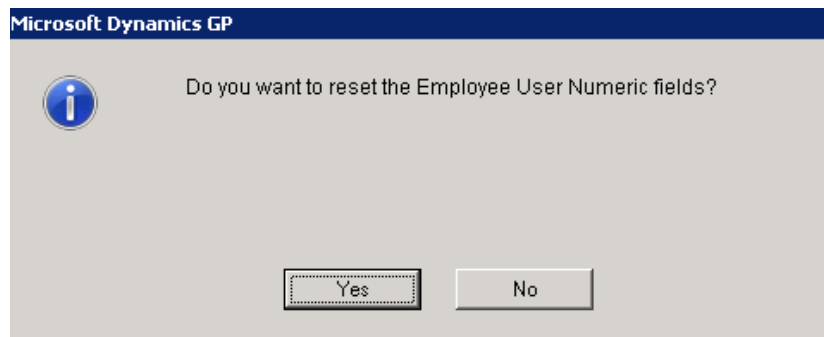 Microsoft Dynamics GP
Do you want to reset the Employee User Numeric fields?
Yes
No